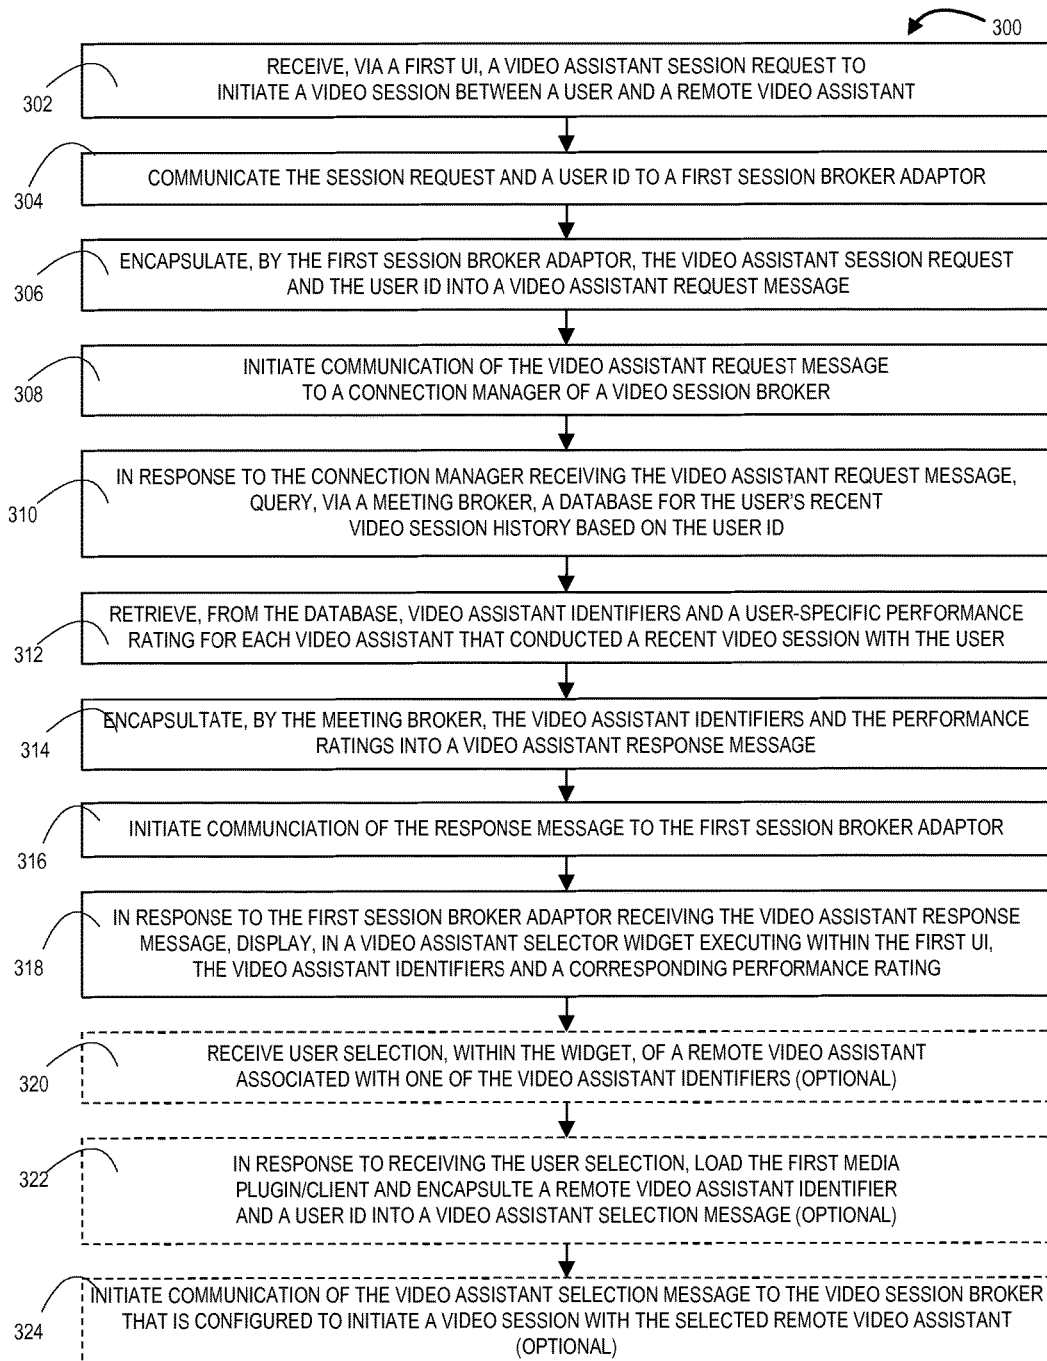 300
302
RECEIVE, VIA A FIRST UI, A VIDEO ASSISTANT SESSION REQUEST TO
INITIATE A VIDEO SESSION BETWEEN A USER AND A REMOTE VIDEO ASSISTANT
304
COMMUNICATE THE SESSION REQUEST AND A USER ID TO A FIRST SESSION BROKER ADAPTOR
306
ENCAPSULATE, BY THE FIRST SESSION BROKER ADAPTOR, THE VIDEO ASSISTANT SESSION REQUEST
AND THE USER ID INTO A VIDEO ASSISTANT REQUEST MESSAGE
308
INITIATE COMMUNICATION OF THE VIDEO ASSISTANT REQUEST MESSAGE
TO A CONNECTION MANAGER OF A VIDEO SESSION BROKER
310
IN RESPONSE TO THE CONNECTION MANAGER RECEIVING THE VIDEO ASSISTANT REQUEST MESSAGE,
QUERY, VIA A MEETING BROKER, A DATABASE FOR THE USER'S RECENT
VIDEO SESSION HISTORY BASED ON THE USER ID
312
RETRIEVE, FROM THE DATABASE, VIDEO ASSISTANT IDENTIFIERS AND A USER-SPECIFIC PERFORMANCE
RATING FOR EACH VIDEO ASSISTANT THAT CONDUCTED A RECENT VIDEO SESSION WITH THE USER
314
ENCAPSULTATE, BY THE MEETING BROKER, THE VIDEO ASSISTANT IDENTIFIERS AND THE PERFORMANCE
RATINGS INTO A VIDEO ASSISTANT RESPONSE MESSAGE
316
INITIATE COMMUNCIATION OF THE RESPONSE MESSAGE TO THE FIRST SESSION BROKER ADAPTOR
318
IN RESPONSE TO THE FIRST SESSION BROKER ADAPTOR RECEIVING THE VIDEO ASSISTANT RESPONSE
MESSAGE, DISPLAY, IN A VIDEO ASSISTANT SELECTOR WIDGET EXECUTING WITHIN THE FIRST UI,
THE VIDEO ASSISTANT IDENTIFIERS AND A CORRESPONDING PERFORMANCE RATING
320
RECEIVE USER SELECTION, WITHIN THE WIDGET, OF A REMOTE VIDEO ASSISTANT
ASSOCIATED WITH ONE OF THE VIDEO ASSISTANT IDENTIFIERS (OPTIONAL)
322
IN RESPONSE TO RECEIVING THE USER SELECTION, LOAD THE FIRST MEDIA
PLUGIN/CLIENT AND ENCAPSULTE A REMOTE VIDEO ASSISTANT IDENTIFIER
AND A USER ID INTO A VIDEO ASSISTANT SELECTION MESSAGE (OPTIONAL)
324
INITIATE COMMUNICATION OF THE VIDEO ASSISTANT SELECTION MESSAGE TO THE VIDEO SESSION BROKER
THAT IS CONFIGURED TO INITIATE A VIDEO SESSION WITH THE SELECTED REMOTE VIDEO ASSISTANT
(OPTIONAL)